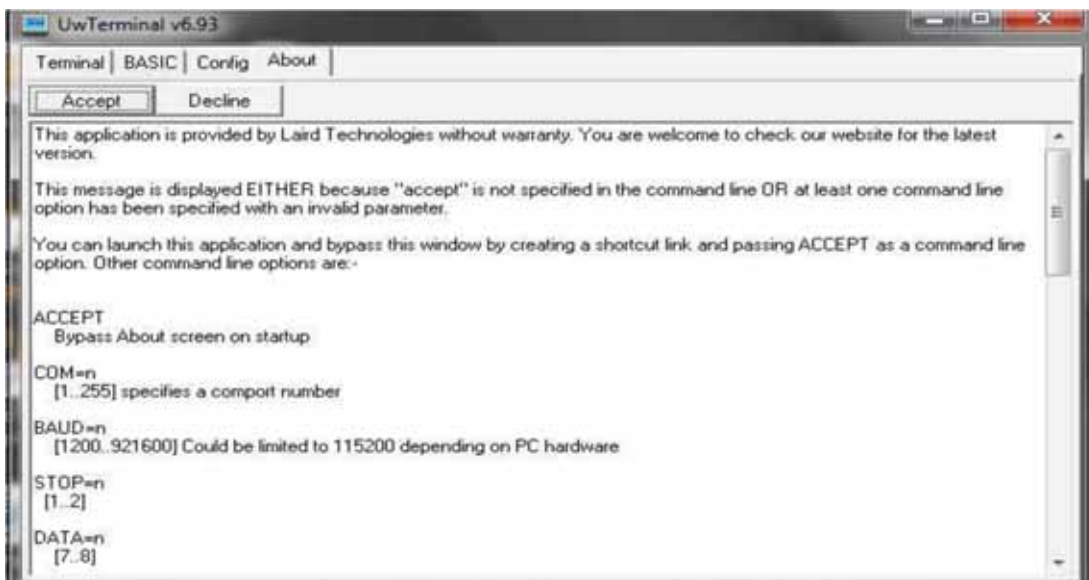 UwTerminal v6.93
Terminal BASIC Config About
Accept Decline
This application is provided by Laird Technologies without warranty. You are welcome to check our website for the latest
version.
This message is displayed EITHER because "accept" is not specified in the command line OR at least one command line
option has been specified with an invalid parameter.
You can launch this application and bypass this window by creating a shortcut link and passing ACCEPT as a command line
option. Other command line options are:-
ACCEPT
Bypass About screen on startup
COM=n
[1..255] specifies a comport number
BAUD=n
[1200..921600] Could be limited to 115200 depending on PC hardware
STOP=n
[1..2]
DATA=n
[7..8]